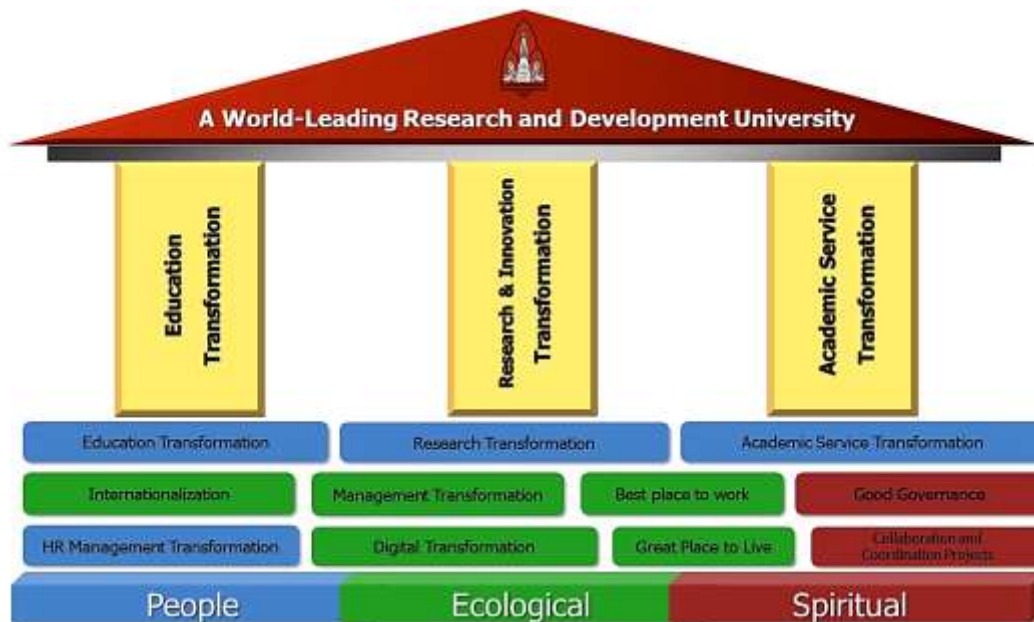 A World-Leading Research and Development University
Education
Transformation
Research & Innovation
Transformation
Academic Service
Transformation
Education Transformation
Research Transformation
Academic Service Transformation
Internationalization
Management Transformation
Best place to work
Good Governance
HR Management Transformation
Digital Transformation
Great Place to Live
Collaboration and
Coordination Projects
People
Ecological
Spiritual